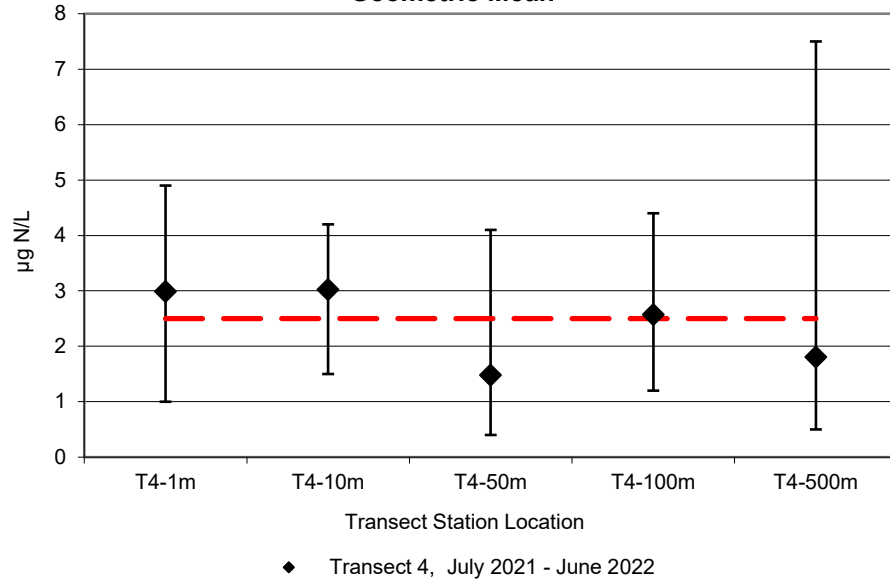 Geometric Mean
8
7
6
5
4
3
2
1
0
µg N/L
T4-1m T4-10m T4-50m T4-100m T4-500m
Transect Station Location
Transect 4, July 2021 - June 2022